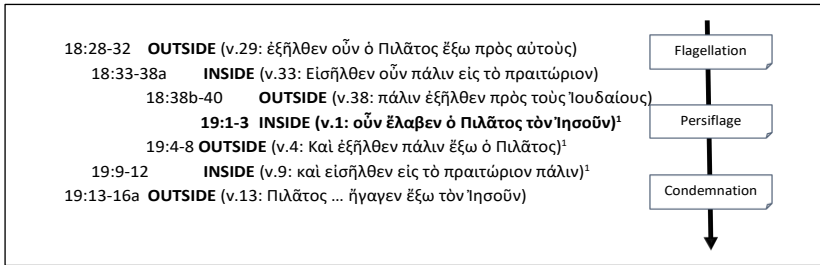 18:28-32 OUTSIDE (v.29: ἐξῆλθεν οὖν ὁ Πιλᾶτος ἔξω πρὸς αὐτοὺς)
18:33-38a INSIDE (v.33: Εἰσῆλθεν οὖν πάλιν εἰς τὸ πραιτώριον)
18:38b-40 OUTSIDE (v.38: πάλιν ἐξῆλθεν πρὸς τοὺς Ἰουδαίους)
19:1-3 INSIDE (v.1: οὖν ἔλαβεν ὁ Πιλᾶτος τὸν Ἰησοῦν)¹
19:4-8 OUTSIDE (v.4: Καὶ ἐξῆλθεν πάλιν ἔξω ὁ Πιλᾶτος)¹
19:9-12 INSIDE (v.9: καὶ εἰσῆλθεν εἰς τὸ πραιτώριον πάλιν)¹
19:13-16a OUTSIDE (v.13: Πιλᾶτος ... ἤγαγεν ἔξω τὸν Ἰησοῦν)
Flagellation
Persiflage
Condemnation